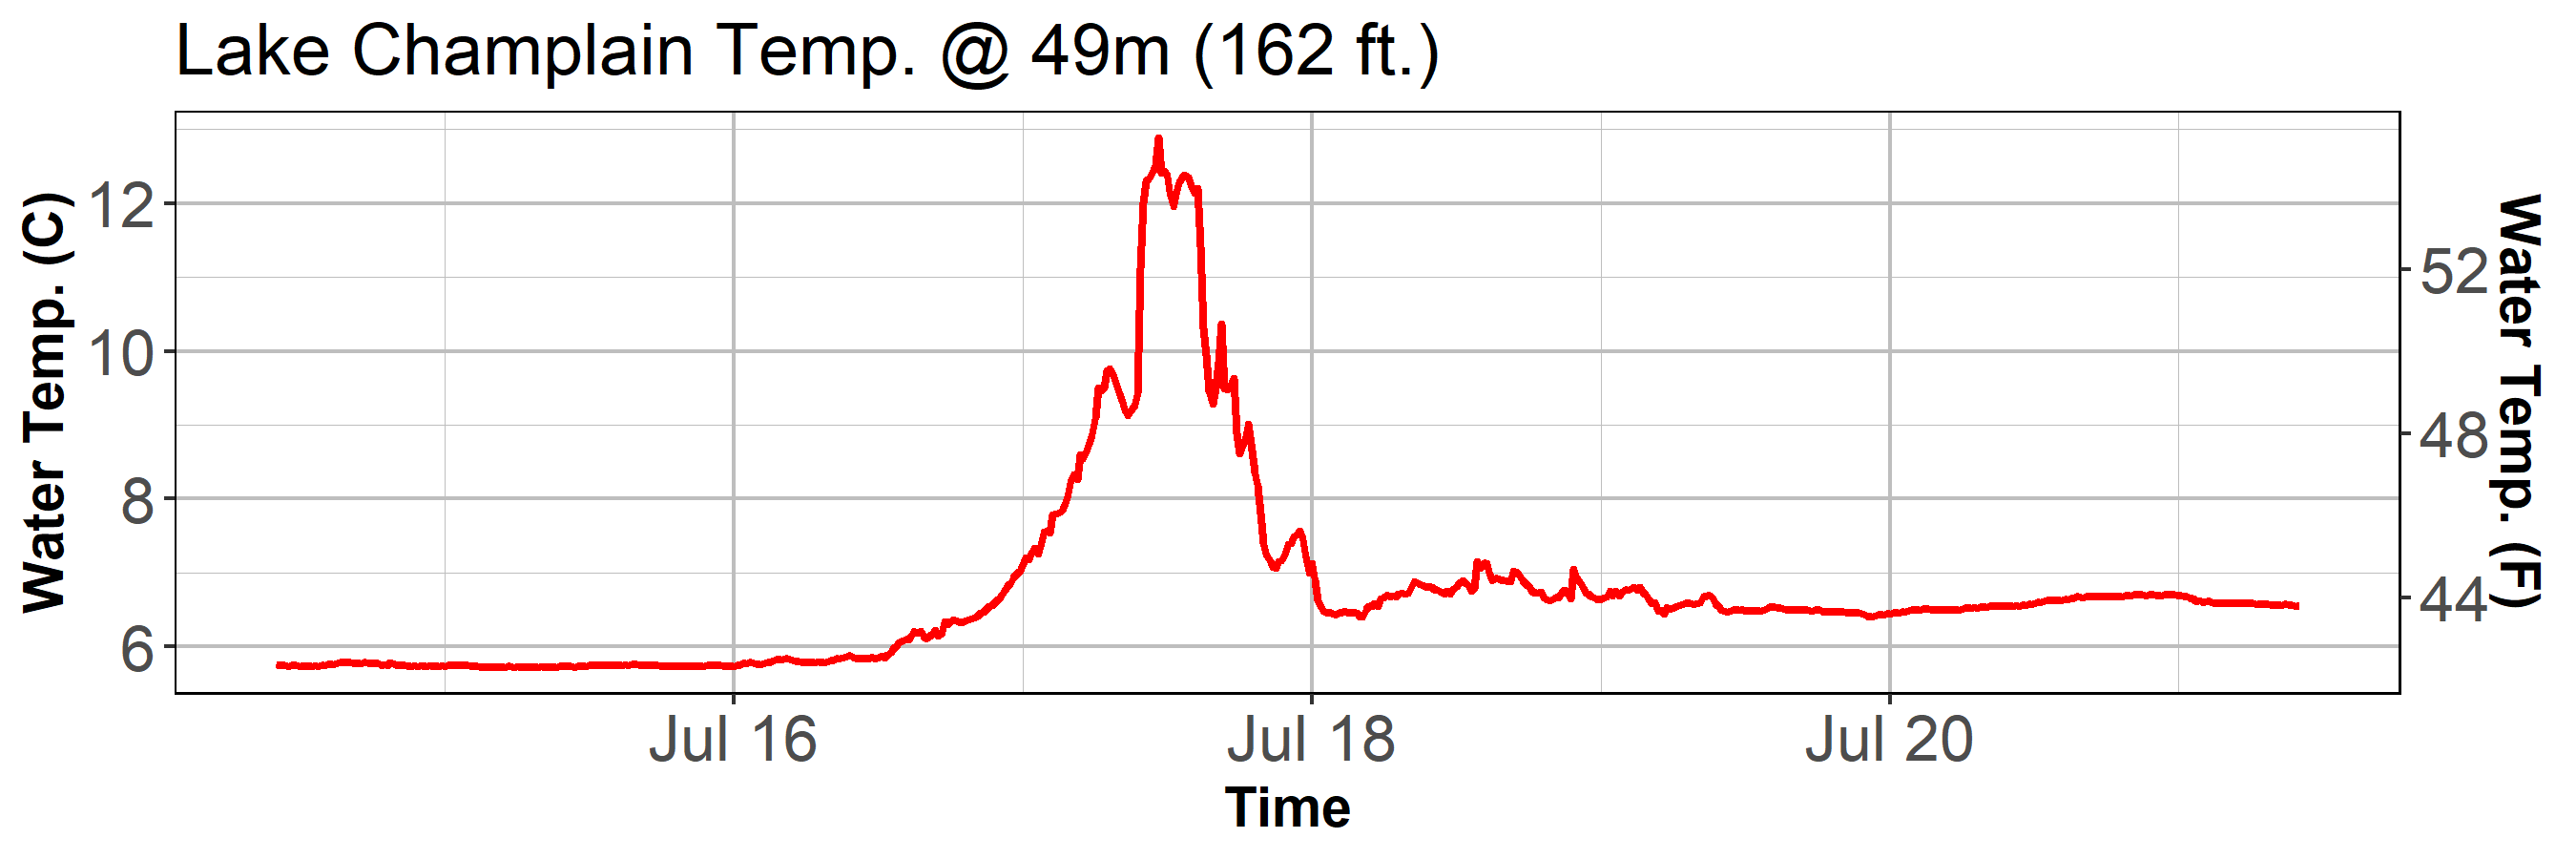 Lake Champlain Temp. @ 49m (162 ft.)
Water Temp. (C)
12
10
8
6
52
48
44
Water Temp. (F)
Jul 16
Jul 18
Jul 20
Time